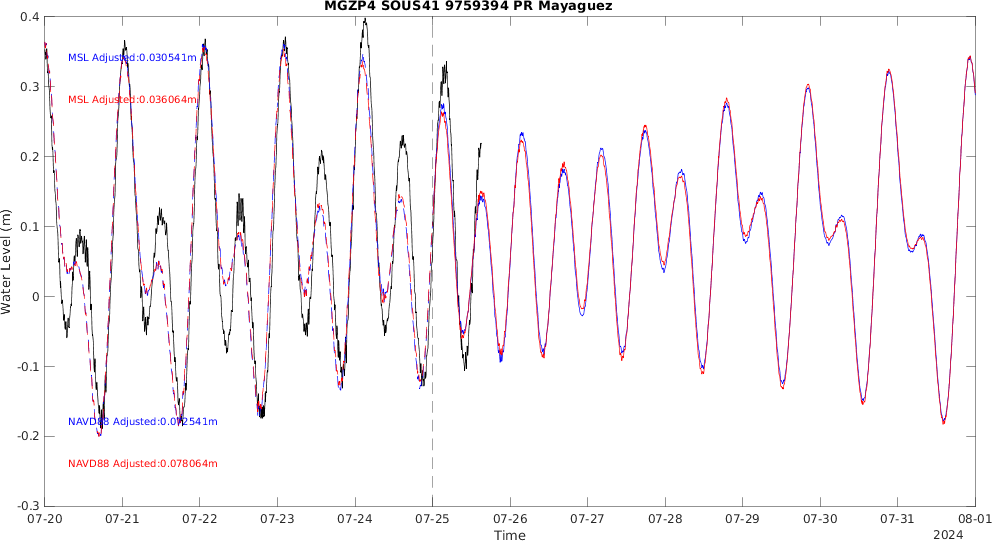 MGZP4 SOUS41 9759394 PR Mayaguez
0.4
MSL Adjusted:0.030541m
0.3
MSL Adjusted:0.036064m
0.2
0.1
Water Level (m)
0
-0.1
NAVD88 Adjusted:0.072541m
-0.2
NAVD88 Adjusted:0.078064m
-0.3
07-20 07-21 07-22 07-23 07-24 07-25 07-26 07-27 07-28 07-29 07-30 07-31 08-01
Time
2024